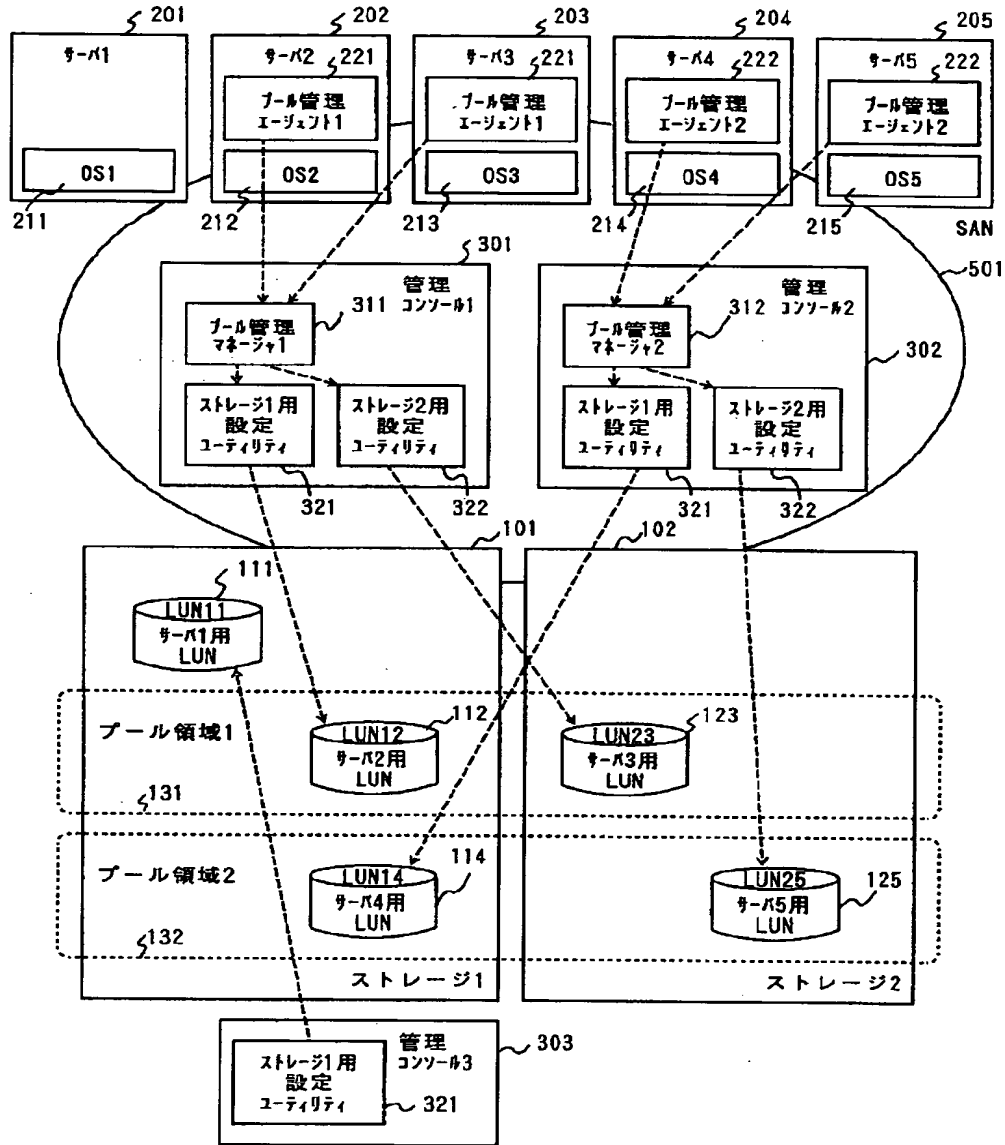 201
202
203
204
205
サーバ1
サーバ2
サーバ3
サーバ4
サーバ5
221
221
222
222
プール管理
エージェント1
プール管理
エージェント1
プール管理
エージェント2
プール管理
エージェント2
OS1
OS2
OS3
OS4
OS5
211
212
213
214
215
SAN
501
301
管理
コンソール1
311
プール管理
マネージャ1
ストレージ1用
設定
ユーティリティ
ストレージ2用
設定
ユーティリティ
321
322
管理
コンソール2
312
302
プール管理
マネージャ2
ストレージ1用
設定
ユーティリティ
ストレージ2用
設定
ユーティリティ
321
322
101
102
111
LUN11
サーバ1用
LUN
プール領域1
112
LUN12
サーバ2用
LUN
123
LUN23
サーバ3用
LUN
131
プール領域2
LUN14
サーバ4用
LUN
114
LUN25
サーバ5用
LUN
125
132
ストレージ1
ストレージ2
管理
コンソール3
303
ストレージ1用
設定
ユーティリティ
321